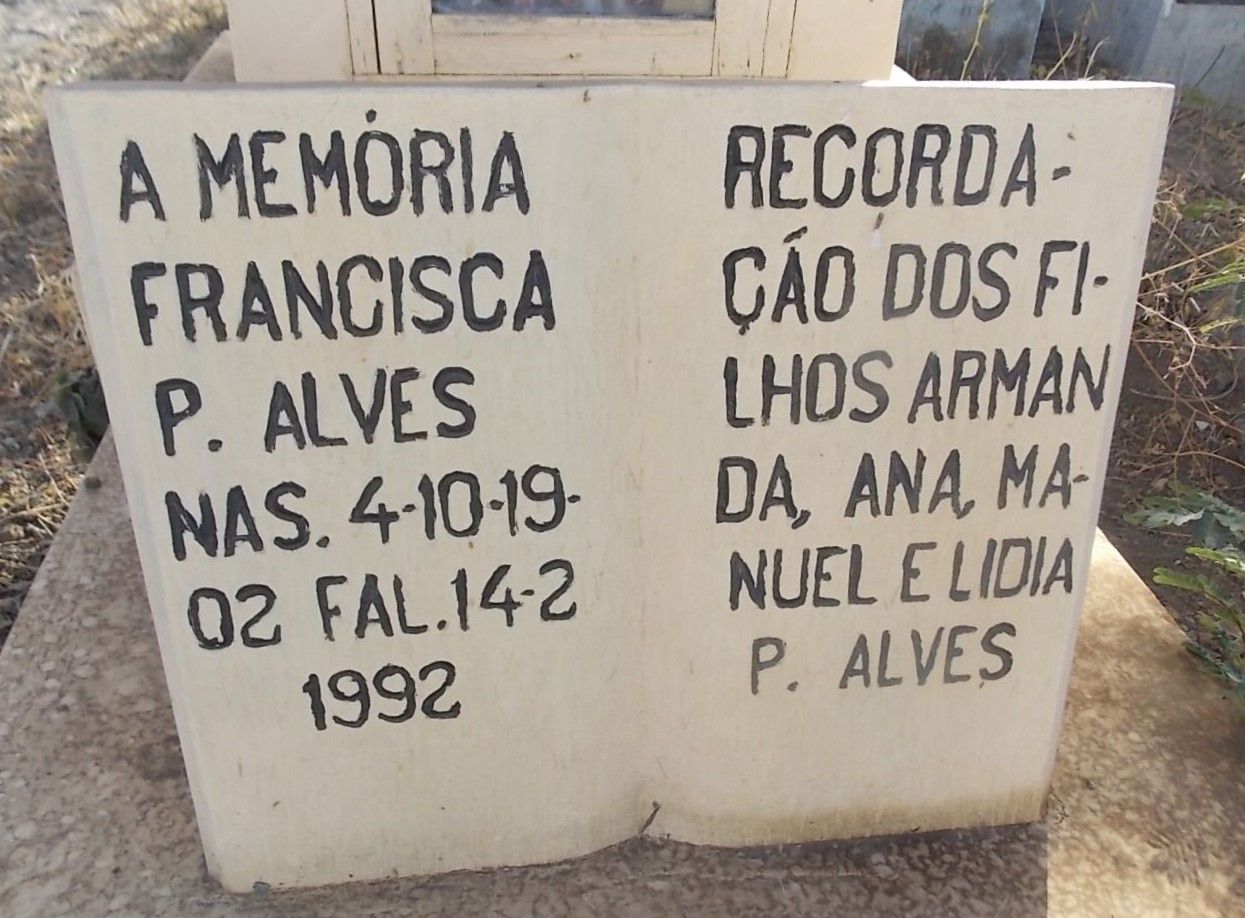 A MEMÓRIA
FRANCISCA
P. ALVES
NAS. 4-10-19-
02 FAL. 14-2
1992
RECORDA-
ÇÁO DOS FI-
LHOS ARMAN
DA, ANA, MA-
NUEL E LIDIA
P. ALVES